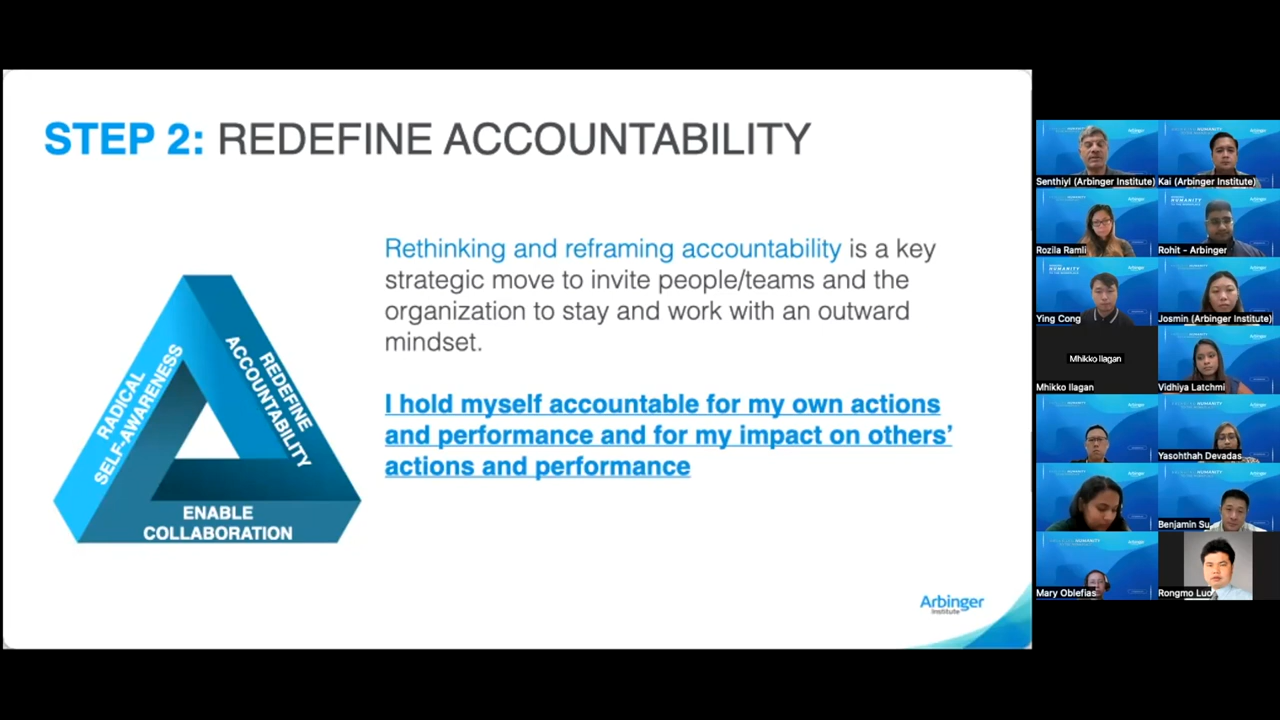 STEP 2: REDEFINE ACCOUNTABILITY
Rethinking and reframing accountability is a key
strategic move to invite people/teams and the
organization to stay and work with an outward
mindset.
I hold myself accountable for my own actions
and performance and for my impact on others’
actions and performance
RADICAL
SELF-AWARENESS
REDEFINE
ACCOUNTABILITY
ENABLE
COLLABORATION
Arbinger
Institute
Senthiyl (Arbinger Institute)
Kai (Arbinger Institute)
Rozila Ramli
Rohit - Arbinger
Ying Cong
Josmin (Arbinger Institute)
Mhikko Ilagan
Mhikko Ilagan
Vidhiya Latchmi
Yasohthah Devadas
Benjamin Su
Mary Oblefias
Rongmo Luo